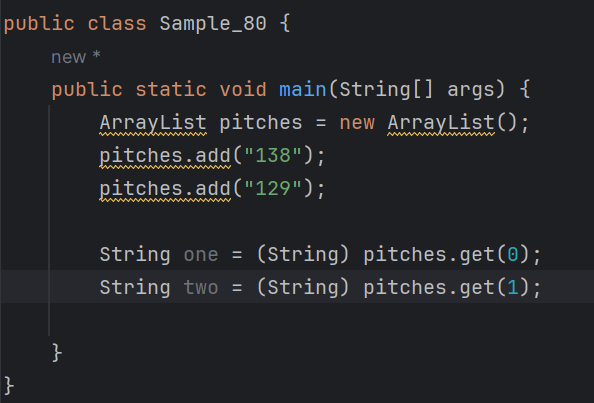 public class Sample_80 {
new *
public static void main(String[] args) {
ArrayList pitches = new ArrayList();
pitches.add("138");
pitches.add("129");
String one = (String) pitches.get(0);
String two = (String) pitches.get(1);
}
}